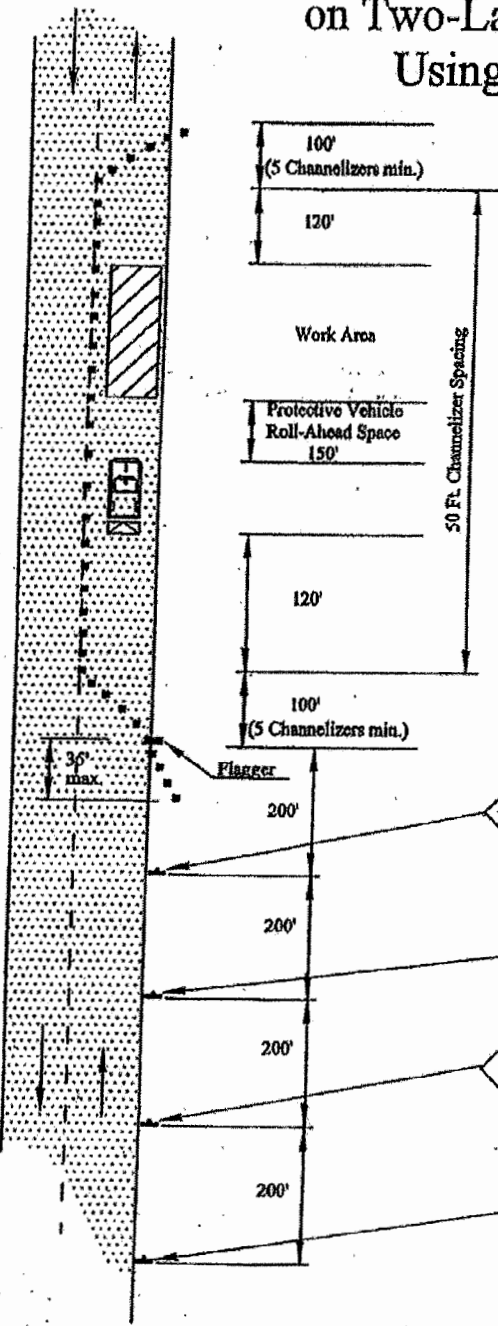 on Two-La
Using
100'
(5 Channelizers min.)
120'
Work Area
Protective Vehicle
Roll-Ahead Space
150'
50 Ft. Channelizer Spacing
120'
100'
(5 Channelizers min.)
36'
max.
Flagger
200'
200'
200'
200'